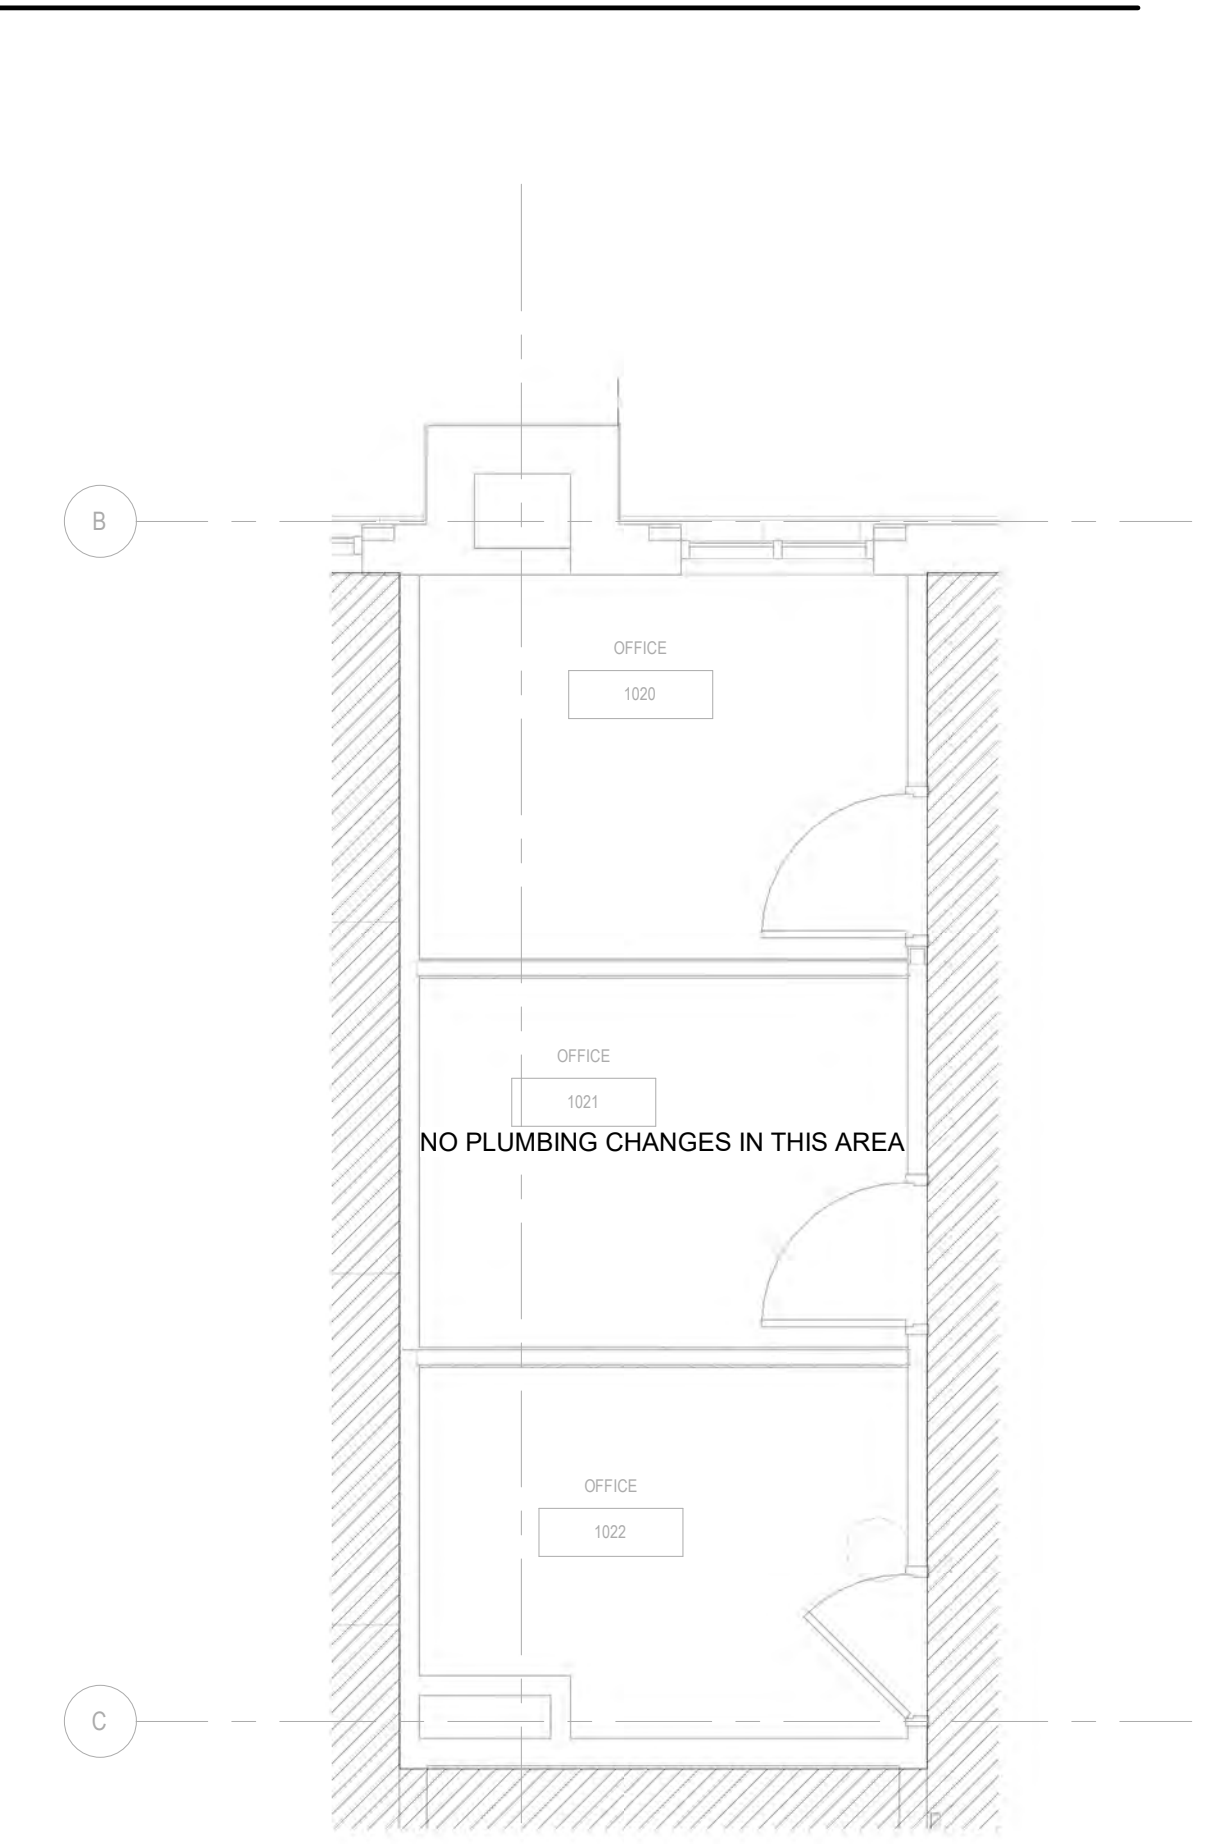 B
OFFICE
1020
OFFICE
1021
NO PLUMBING CHANGES IN THIS AREA
OFFICE
1022
C